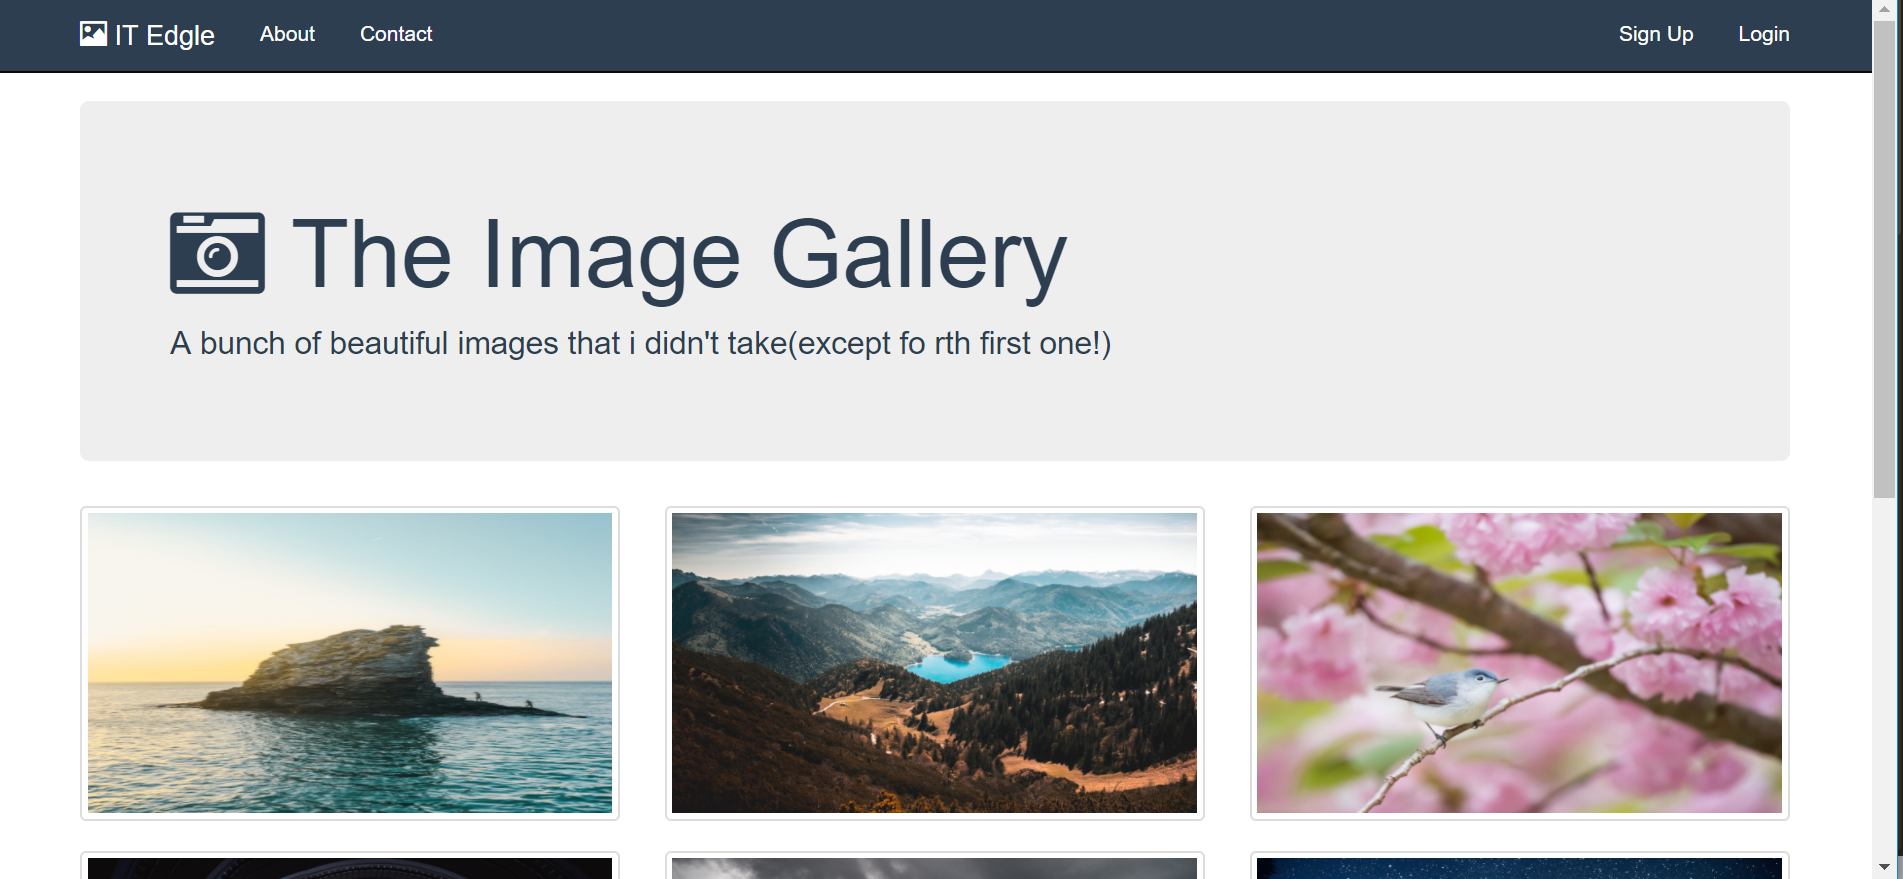 IT Edgle About Contact Sign Up Login
The Image Gallery
A bunch of beautiful images that i didn't take(except fo rth first one!)